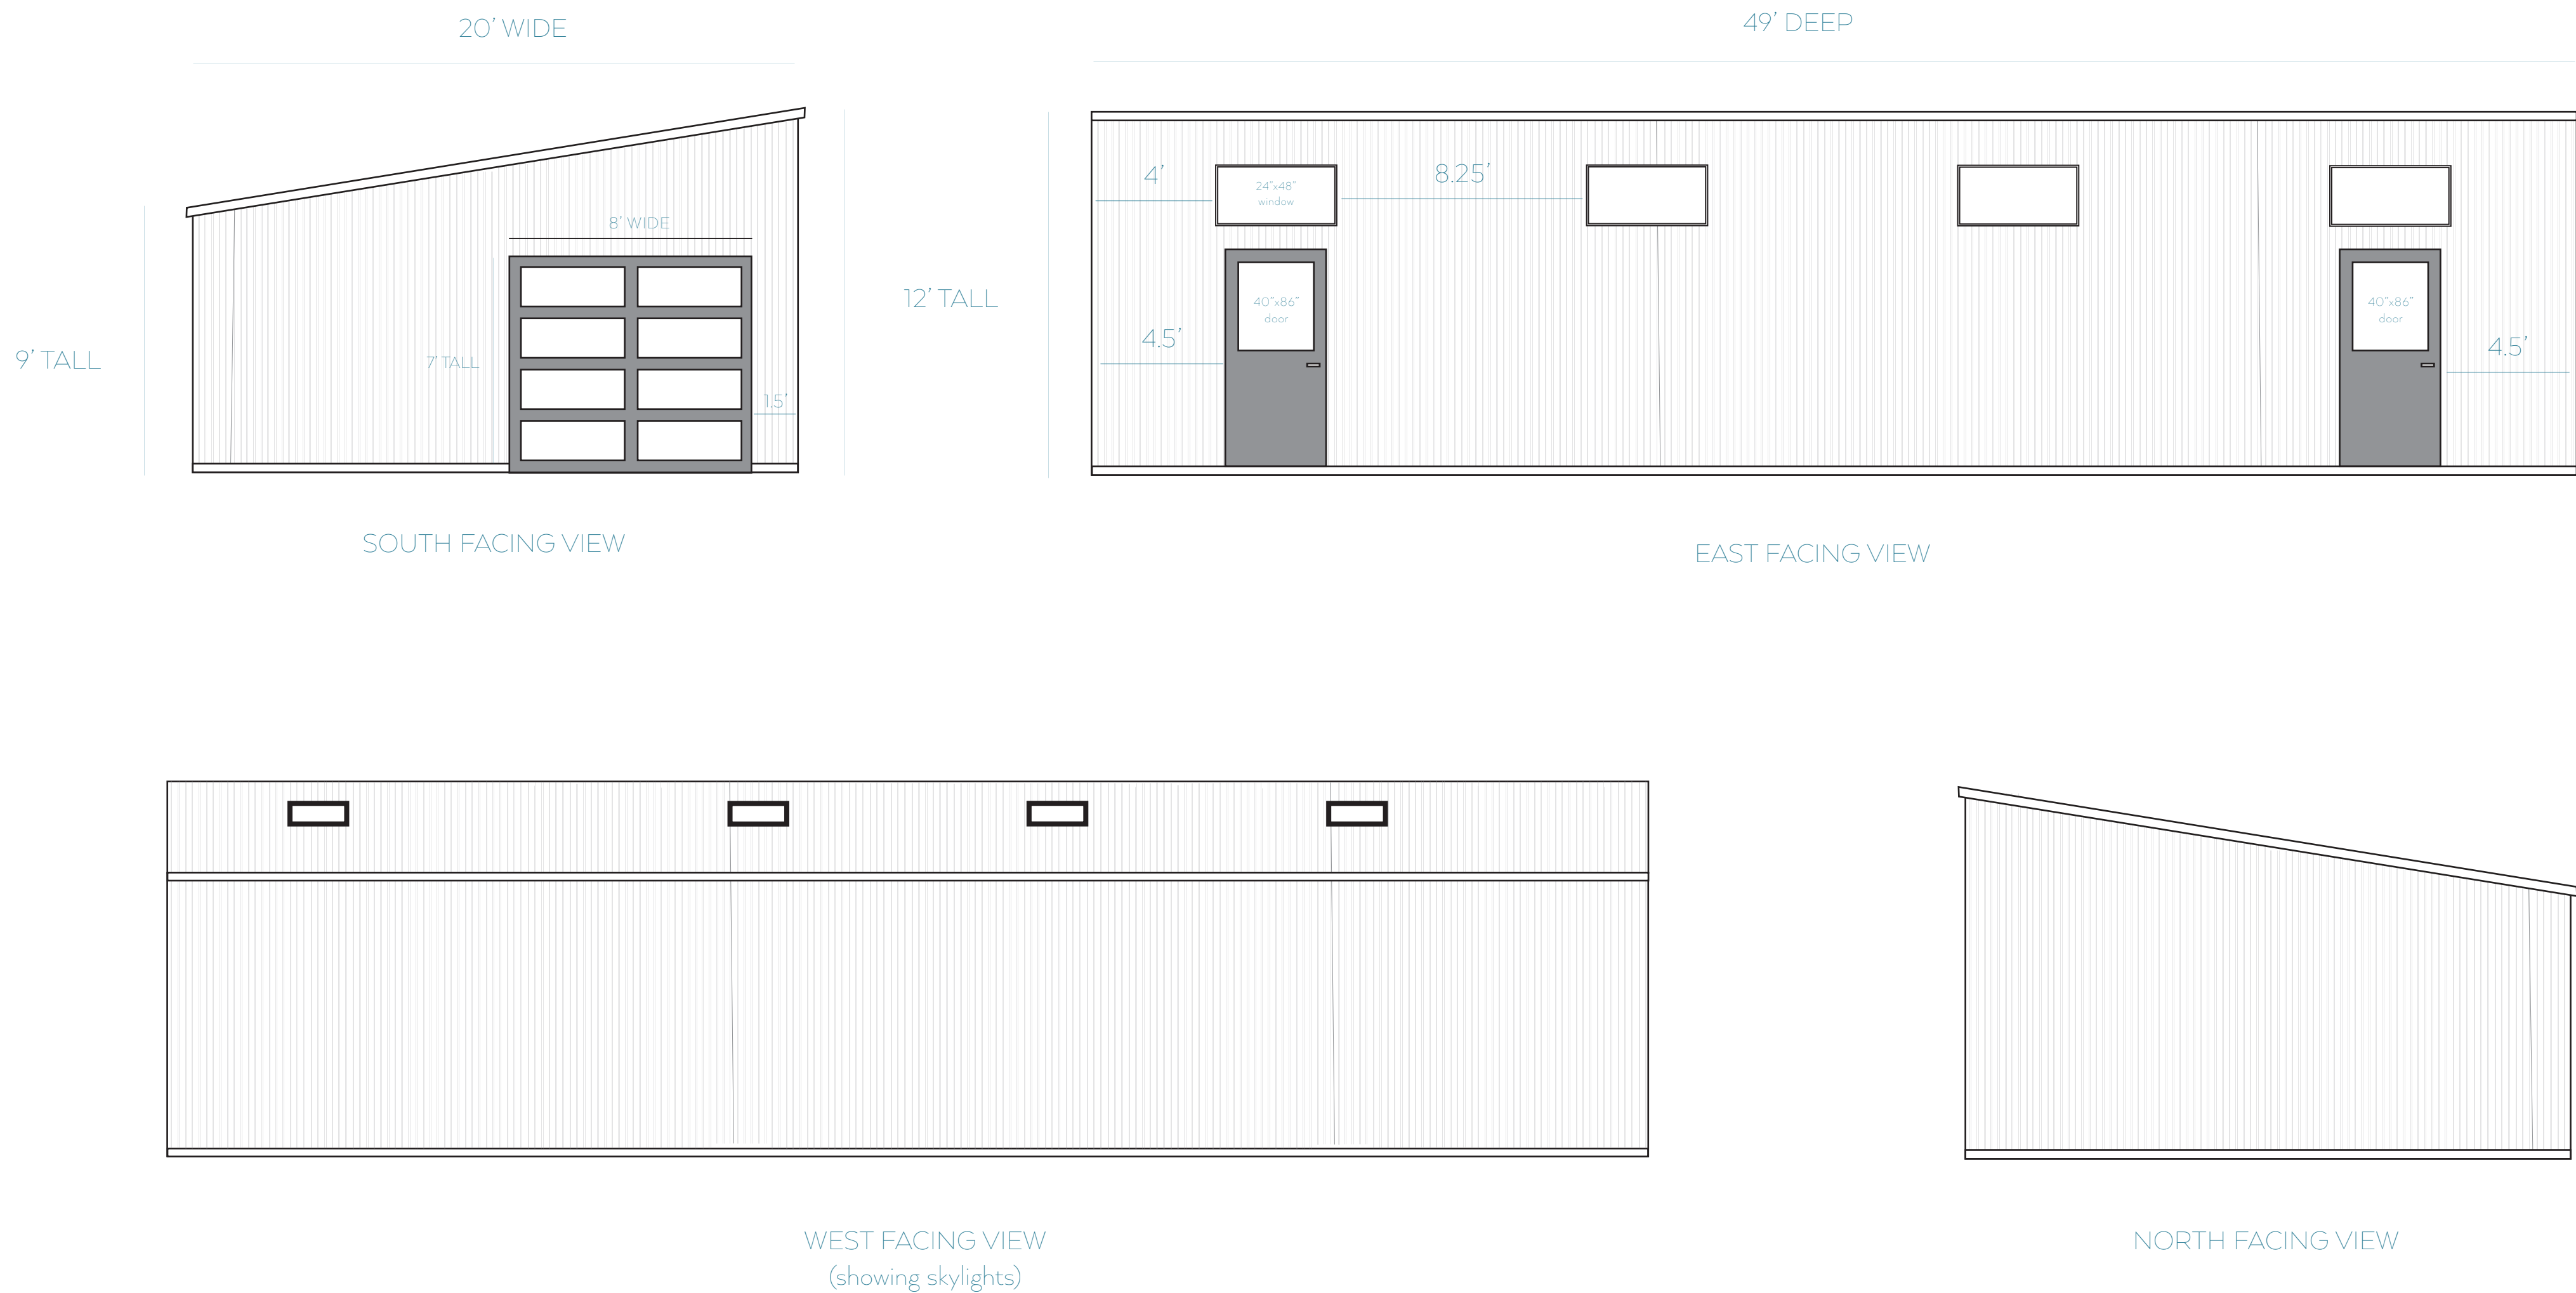 20’ WIDE
49’ DEEP
4’
24”x48”
window
8.25’
8’ WIDE
12’ TALL
40”x86”
door
40”x86”
door
4.5’
4.5’
9’ TALL
7’ TALL
1.5’
SOUTH FACING VIEW
EAST FACING VIEW
WEST FACING VIEW
(showing skylights)
NORTH FACING VIEW